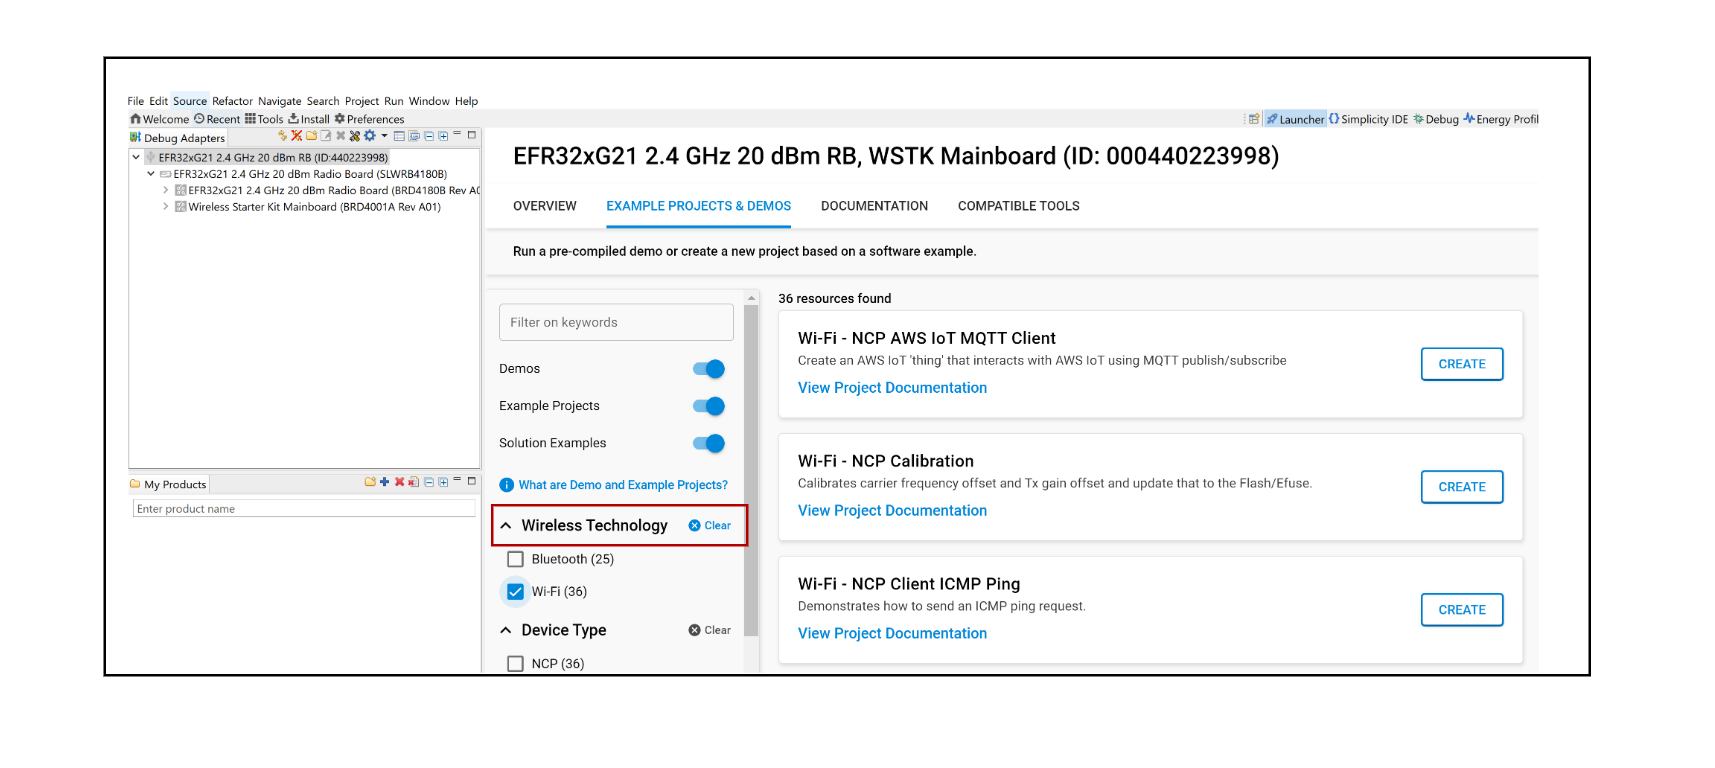 File Edit Source Refactor Navigate Search Project Run Window Help
Welcome Recent Tools Install Preferences
Launcher Simplicity IDE Debug Energy Profil
Debug Adapters
EFR32xG21 2.4 GHz 20 dBm RB (ID:440223998)
EFR32xG21 2.4 GHz 20 dBm Radio Board (SLWRB4180B)
EFR32xG21 2.4 GHz 20 dBm Radio Board (BRD4180B Rev A0
Wireless Starter Kit Mainboard (BRD4001A Rev A01)
My Products
Enter product name
EFR32xG21 2.4 GHz 20 dBm RB, WSTK Mainboard (ID: 000440223998)
OVERVIEW EXAMPLE PROJECTS & DEMOS DOCUMENTATION COMPATIBLE TOOLS
Run a pre-compiled demo or create a new project based on a software example.
Filter on keywords
Demos
Example Projects
Solution Examples
What are Demo and Example Projects?
Wireless Technology Clear
Bluetooth (25)
Wi-Fi (36)
Device Type Clear
NCP (36)
36 resources found
Wi-Fi - NCP AWS IoT MQTT Client
Create an AWS IoT 'thing' that interacts with AWS IoT using MQTT publish/subscribe
View Project Documentation
CREATE
Wi-Fi - NCP Calibration
Calibrates carrier frequency offset and Tx gain offset and update that to the Flash/Efuse.
View Project Documentation
CREATE
Wi-Fi - NCP Client ICMP Ping
Demonstrates how to send an ICMP ping request.
View Project Documentation
CREATE